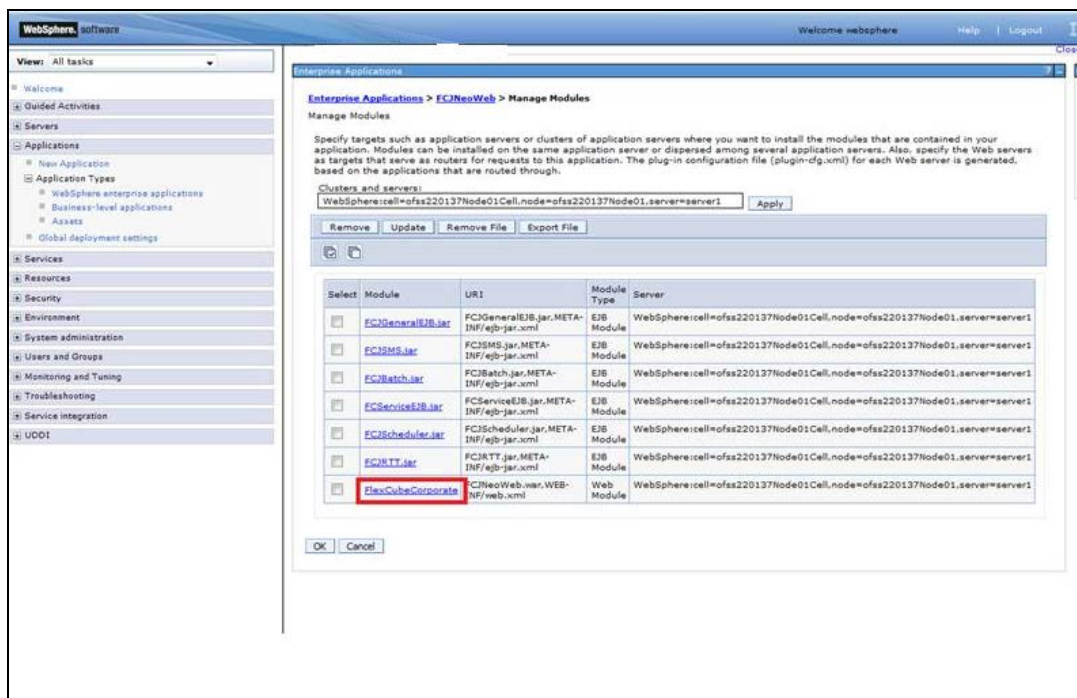 WebSphere. software
Welcome websphere
Help | Logout
Close
View: All tasks
Welcome
Guided Activities
Servers
Applications
New Application
Application Types
WebSphere enterprise applications
Business-level applications
Assets
Global deployment settings
Services
Resources
Security
Environment
System administration
Users and Groups
Monitoring and Tuning
Troubleshooting
Service integration
UDDI
Enterprise Applications
Enterprise Applications > FCJNeoWeb > Manage Modules
Manage Modules
Specify targets such as application servers or clusters of application servers where you want to install the modules that are contained in your
application. Modules can be installed on the same application server or dispersed among several application servers. Also, specify the Web servers
as targets that serve as routers for requests to this application. The plug-in configuration file (plugin-cfg.xml) for each Web server is generated,
based on the applications that are routed through.
Clusters and servers:
WebSphere:cell=ofss220137Node01Cell,node=ofss220137Node01,server=server1
Apply
Remove Update Remove File Export File
Select Module URI Module Type Server
FCJGeneralEJB.jar FCJGeneralEJB.jar,META-INF/ejb-jar.xml EJB Module WebSphere:cell=ofss220137Node01Cell,node=ofss220137Node01,server=server1
FCJSMS.jar FCJSMS.jar,META-INF/ejb-jar.xml EJB Module WebSphere:cell=ofss220137Node01Cell,node=ofss220137Node01,server=server1
FCJBatch.jar FCJBatch.jar,META-INF/ejb-jar.xml EJB Module WebSphere:cell=ofss220137Node01Cell,node=ofss220137Node01,server=server1
FCServiceEJB.jar FCServiceEJB.jar,META-INF/ejb-jar.xml EJB Module WebSphere:cell=ofss220137Node01Cell,node=ofss220137Node01,server=server1
FCJScheduler.jar FCJScheduler.jar,META-INF/ejb-jar.xml EJB Module WebSphere:cell=ofss220137Node01Cell,node=ofss220137Node01,server=server1
FCJRTT.jar FCJRTT.jar,META-INF/ejb-jar.xml EJB Module WebSphere:cell=ofss220137Node01Cell,node=ofss220137Node01,server=server1
FlexCubeCorporate FCJNeoWeb.war,WEB-INF/web.xml Web Module WebSphere:cell=ofss220137Node01Cell,node=ofss220137Node01,server=server1
OK Cancel